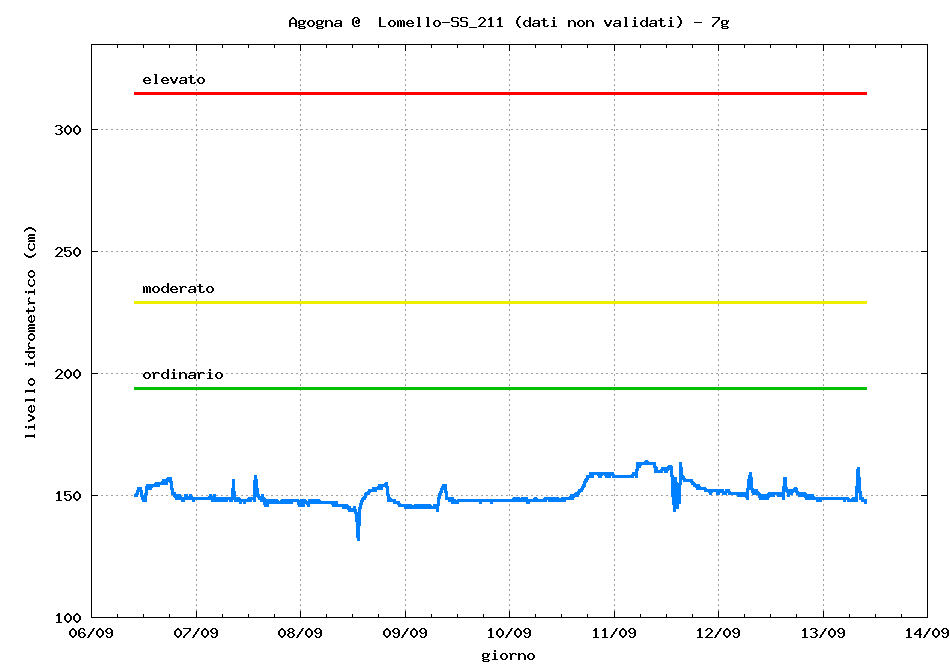 Agogna @  Lomello-SS_211 (dati non validati) - 7g
elevato
300
250
livello idrometrico (cm)
moderato
200
ordinario
150
100
06/09 07/09 08/09 09/09 10/09 11/09 12/09 13/09 14/09
giorno